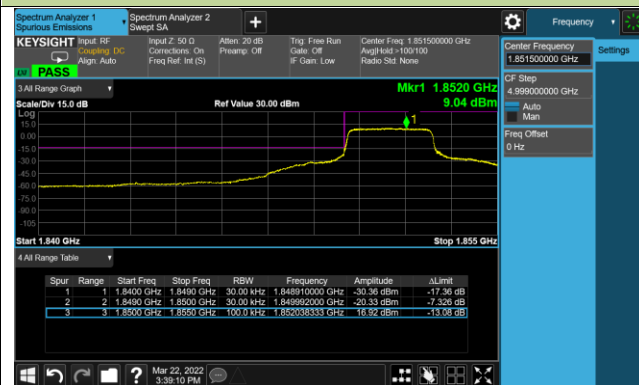 Spectrum Analyzer 1
Spurious Emissions
Spectrum Analyzer 2
Swept SA
Frequency
KEYSIGHT
Input: RF
Coupling: DC
Align: Auto
Input Z: 50 Ω
Corrections: On
Freq Ref: Int (S)
Atten: 20 dB
Preamp: Off
Trig: Free Run
Gate: Off
IF Gain: Low
Center Freq: 1.851500000 GHz
Avg|Hold:>100/100
Radio Std: None
PASS
Center Frequency
1.851500000 GHz
Settings
CF Step
4.999000000 GHz
Auto
Man
Freq Offset
0 Hz
3 All Range Graph
Mkr1 1.8520 GHz
9.04 dBm
Scale/Div 15.0 dB
Ref Value 30.00 dBm
Log
15.0
0.00
-15.0
-30.0
-45.0
-60.0
-75.0
-90.0
-105
1
Start 1.840 GHz
Stop 1.855 GHz
4 All Range Table
Spur Range Start Freq Stop Freq RBW Frequency Amplitude ΔLimit
1 1 1.8400 GHz 1.8490 GHz 30.00 kHz 1.848910000 GHz -30.36 dBm -17.36 dB
2 2 1.8490 GHz 1.8500 GHz 30.00 kHz 1.849992000 GHz -20.33 dBm -7.326 dB
3 3 1.8500 GHz 1.8550 GHz 100.0 kHz 1.852038333 GHz 16.92 dBm -13.08 dB
?
Mar 22, 2022
3:39:10 PM